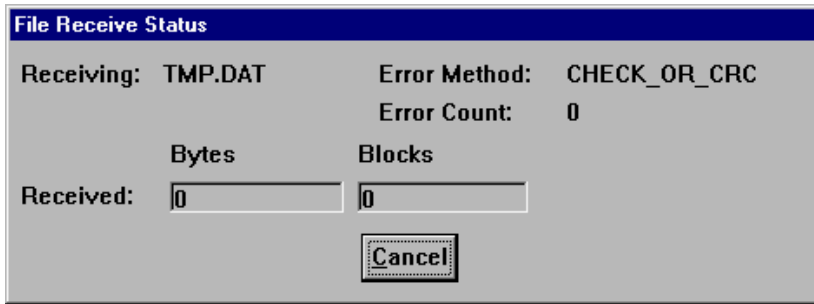 File Receive Status
Receiving: TMP.DAT Error Method: CHECK_OR_CRC
Error Count: 0
Bytes Blocks
Received: 0 0
Cancel